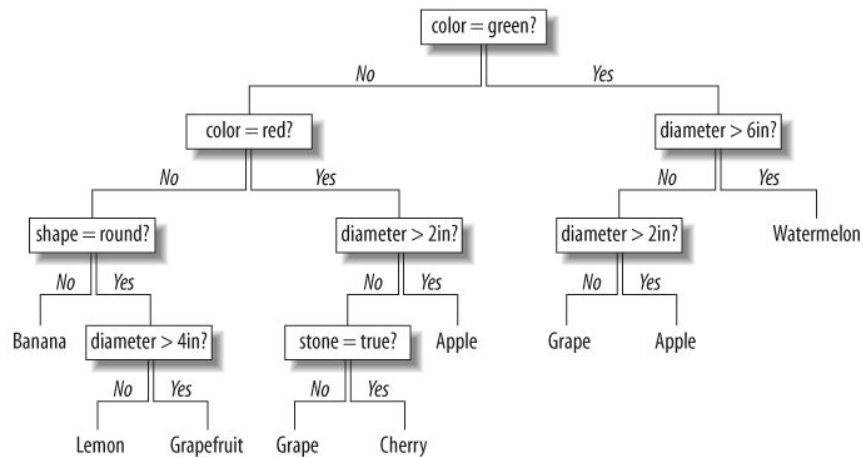 color = green?
No
Yes
color = red?
diameter > 6in?
No
Yes
No
Yes
shape = round?
diameter > 2in?
diameter > 2in?
Watermelon
No
Yes
No
Yes
No
Yes
Banana
diameter > 4in?
stone = true?
Apple
Grape
Apple
No
Yes
No
Yes
Lemon
Grapefruit
Grape
Cherry